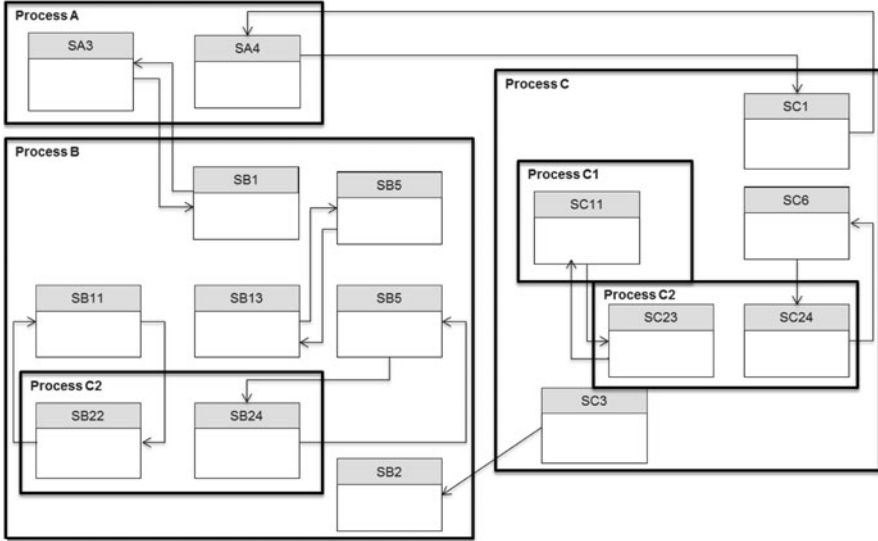 Process A
SA3
SA4
Process C
SC1
Process B
SB1
SB5
Process C1
SC11
SC6
SB11
SB13
SB5
Process C2
SC23
SC24
Process C2
SB22
SB24
SC3
SB2